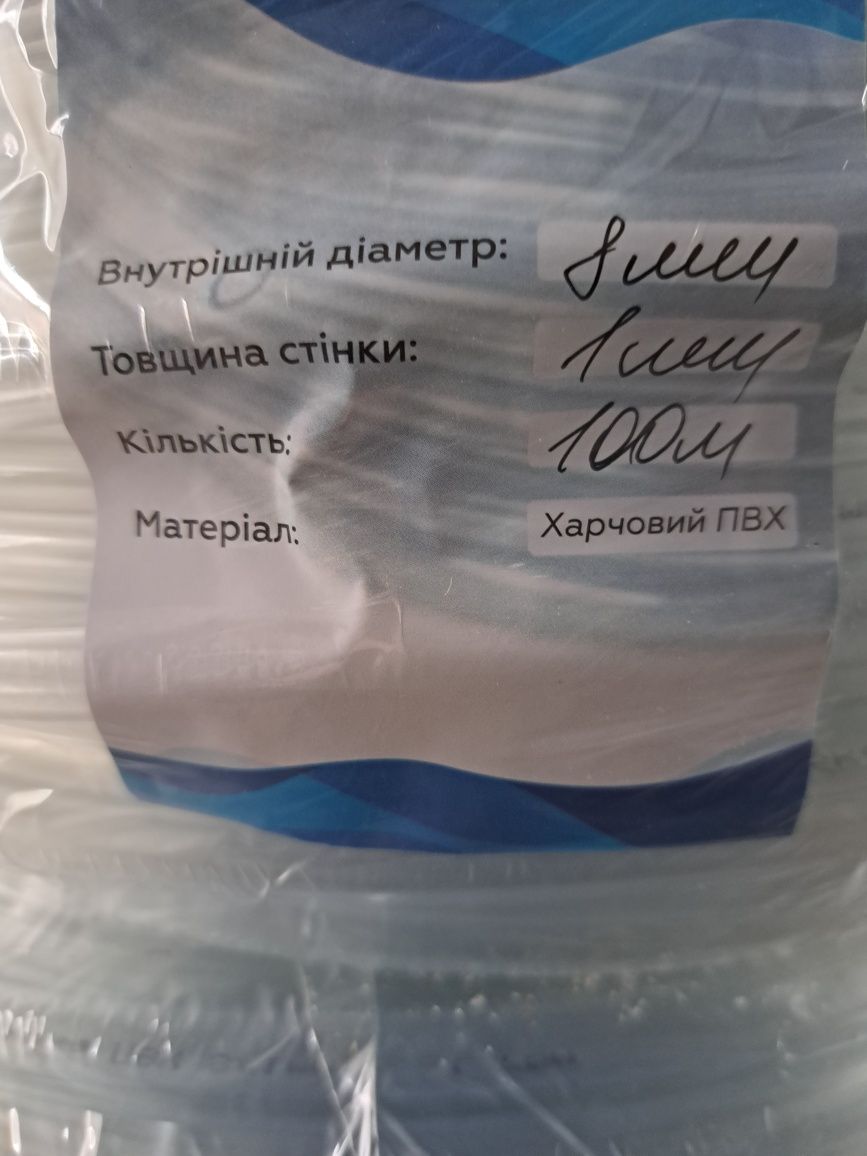 Внутрішній діаметр: 8мм
Товщина стінки: 1мм
Кількість: 100м
Матеріал: Харчовий ПВХ